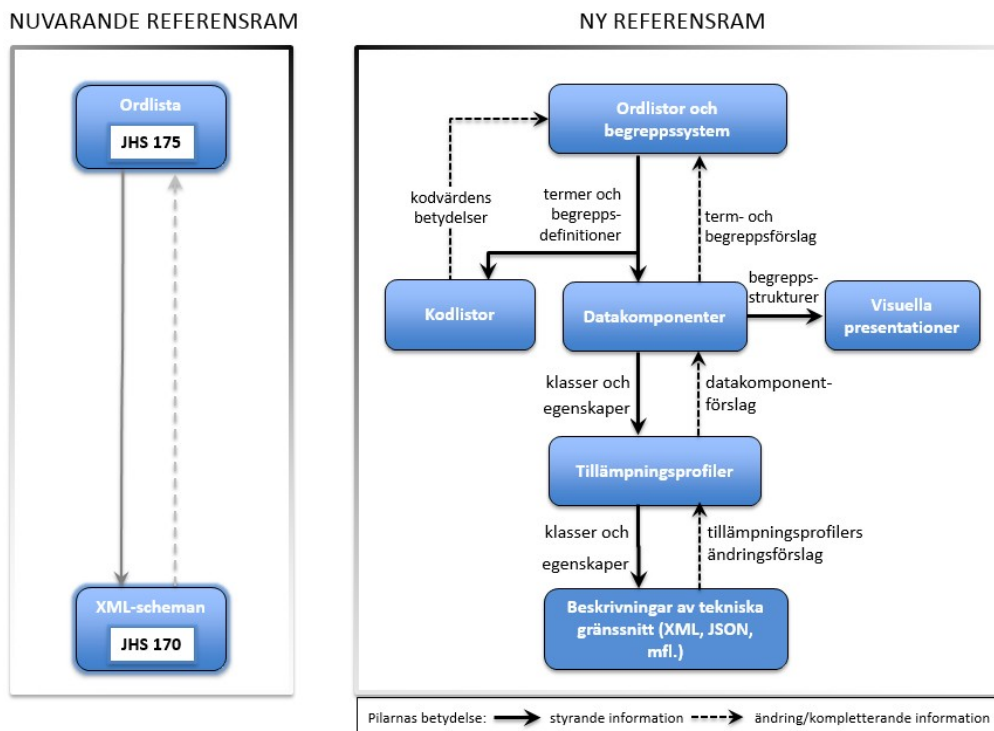 NUVARANDE REFERENSRAM
Ordlista
JHS 175
XML-scheman
JHS 170
NY REFERENSRAM
Ordlistor och
begreppssystem
kodvärdens
betydelser
termer och
begrepps-
definitioner
term- och
begreppsförslag
Kodlistor
Datakomponenter
begrepps-
strukturer
Visuella
presentationer
klasser och
egenskaper
datakomponent-
förslag
Tillämpningsprofiler
klasser och
egenskaper
tillämpningsprofilers
ändringsförslag
Beskrivningar av tekniska
gränssnitt (XML, JSON,
mfl.)
Pilarnas betydelse: styrande information ändring/kompletterande information